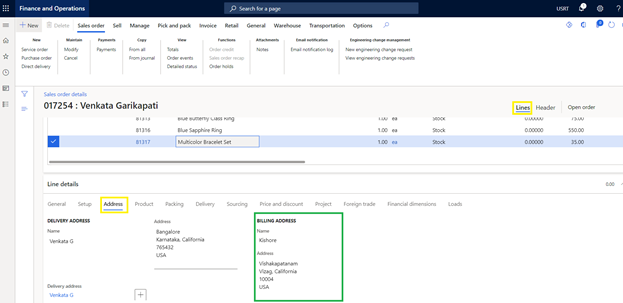 Finance and Operations
Search for a page
USRT
New
Delete
Sales order
Sell
Manage
Pick and pack
Invoice
Retail
General
Warehouse
Transportation
Options
New
Service order
Purchase order
Direct delivery
Maintain
Modify
Cancel
Payments
Payments
Copy
From all
From journal
View
Totals
Order events
Detailed status
Functions
Order credit
Sales order recap
Order holds
Attachments
Notes
Email notification
Email notification log
Engineering change management
New engineering change request
View engineering change requests
Sales order details
017254 : Venkata Garikapati
Lines
Header
Open order
81313 Blue Butterfly Class Ring 1.00 ea Stock 0.00000 75.00
81316 Blue Sapphire Ring 1.00 ea Stock 0.00000 550.00
81317 Multicolor Bracelet Set 1.00 ea Stock 0.00000 35.00
Line details
0.00
General
Setup
Address
Product
Packing
Delivery
Sourcing
Price and discount
Project
Foreign trade
Financial dimensions
Loads
DELIVERY ADDRESS
Name
Venkata G
Delivery address
Venkata G
Address
Bangalore
Karnataka, California
765432
USA
BILLING ADDRESS
Name
Kishore
Address
Vishakapatanam
Vizag, California
10004
USA